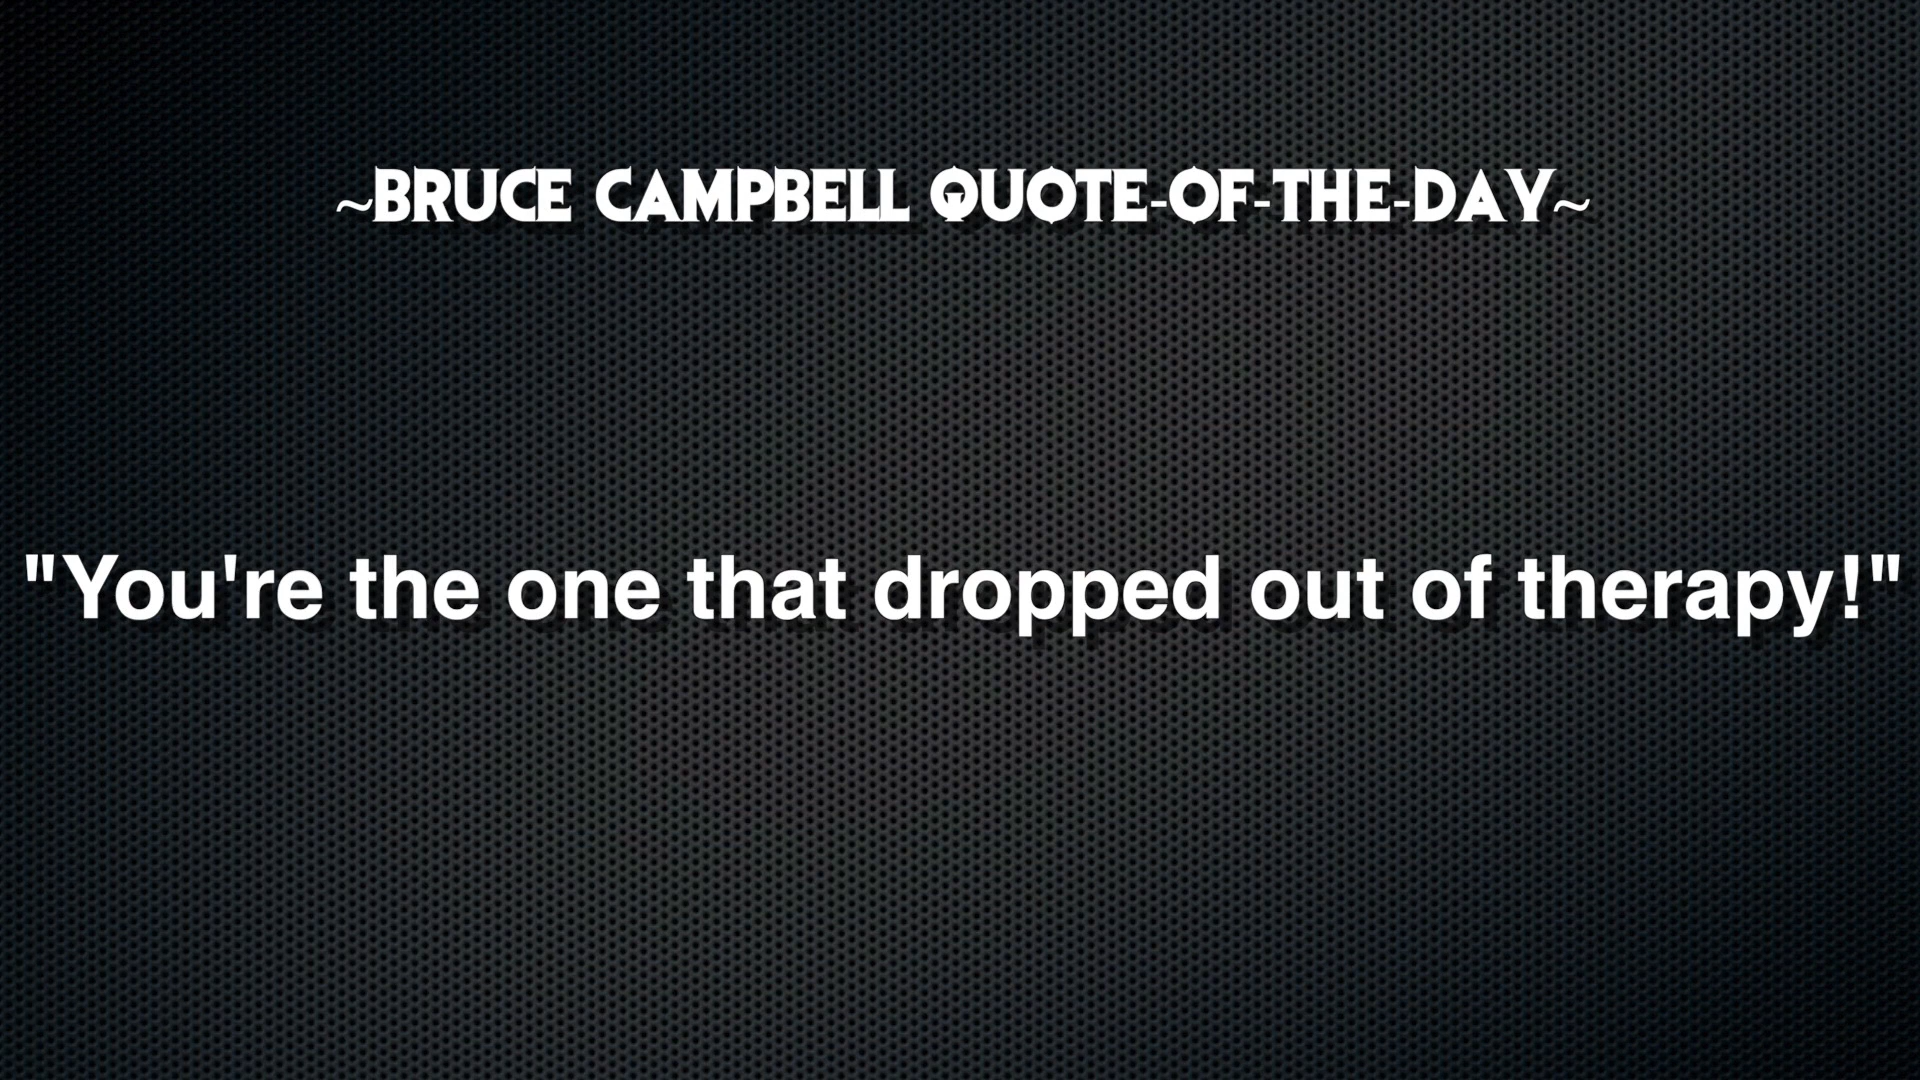 ~BRUCE CAMPBELL QUOTE-OF-THE-DAY~
"You're the one that dropped out of therapy!"